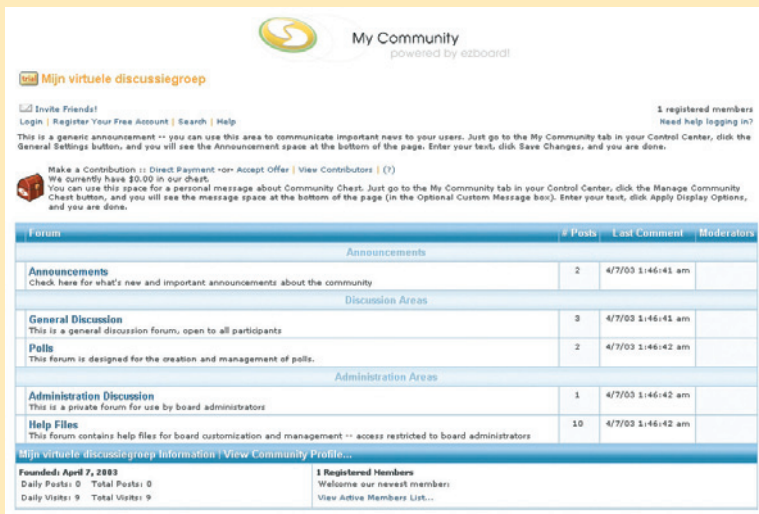 My Community
powered by ezboard!
trial Mijn virtuele discussiegroep
Invite Friends!
1 registered members
Login | Register Your Free Account | Search | Help
Need help logging in?
This is a generic announcement -- you can use this area to communicate important news to your users. Just go to the My Community tab in your Control Center, click the
General Settings button, and you will see the Announcement space at the bottom of the page. Enter your text, click Save Changes, and you are done.
Make a Contribution :: Direct Payment -or- Accept Offer | View Contributors | (?)
We currently have $0.00 in our chest.
You can use this space for a personal message about Community Chest. Just go to the My Community tab in your Control Center, click the Manage Community
Chest button, and you will see the message space at the bottom of the page (in the Optional Custom Message box). Enter your text, click Apply Display Options,
and you are done.
Forum # Posts Last Comment Moderators
Announcements
Announcements 2 4/7/03 1:46:41 am
Check here for what's new and important announcements about the community
Discussion Areas
General Discussion 3 4/7/03 1:46:41 am
This is a general discussion forum, open to all participants
Polls 2 4/7/03 1:46:42 am
This forum is designed for the creation and management of polls.
Administration Areas
Administration Discussion 1 4/7/03 1:46:42 am
This is a private forum for use by board administrators
Help Files 10 4/7/03 1:46:42 am
This forum contains help files for board customization and management -- access restricted to board administrators
Mijn virtuele discussiegroep Information | View Community Profile...
Founded: April 7, 2003
Daily Posts: 0 Total Posts: 0
Daily Visits: 9 Total Visits: 9
1 Registered Members
Welcome our newest member:
View Active Members List...